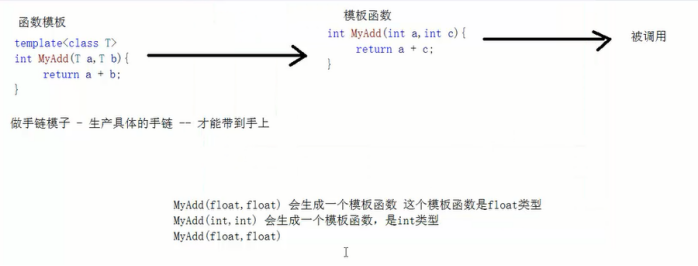 函数模板
template<class T>
int MyAdd(T a,T b){
return a + b;
}
模板函数
int MyAdd(int a,int c){
return a + c;
}
被调用
做手链模子 - 生产具体的手链 -- 才能带到手上
MyAdd(float,float) 会生成一个模板函数 这个模板函数是float类型
MyAdd(int,int) 会生成一个模板函数，是int类型
MyAdd(float,float)